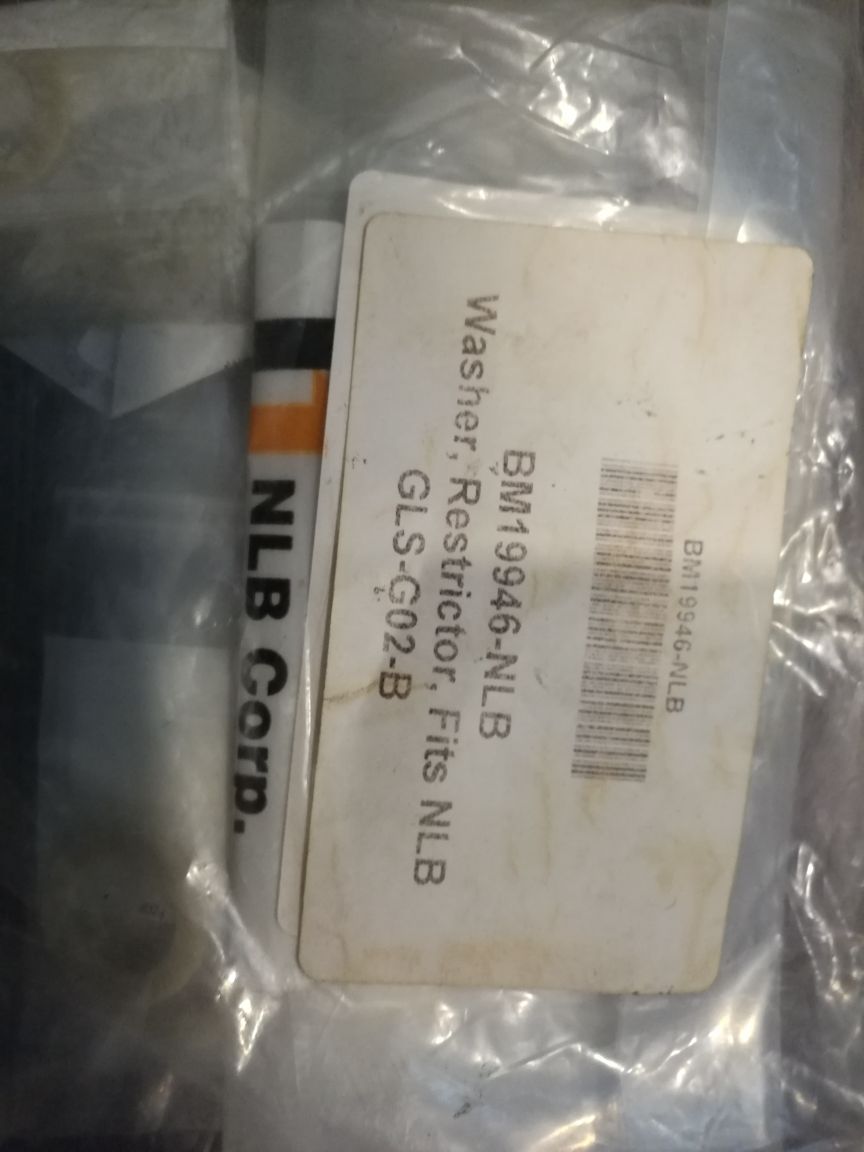 BM19946-NLB
BM19946-NLB
Washer, Restrictor, Fits NLB
GLS-G02-B
NLB Corp.